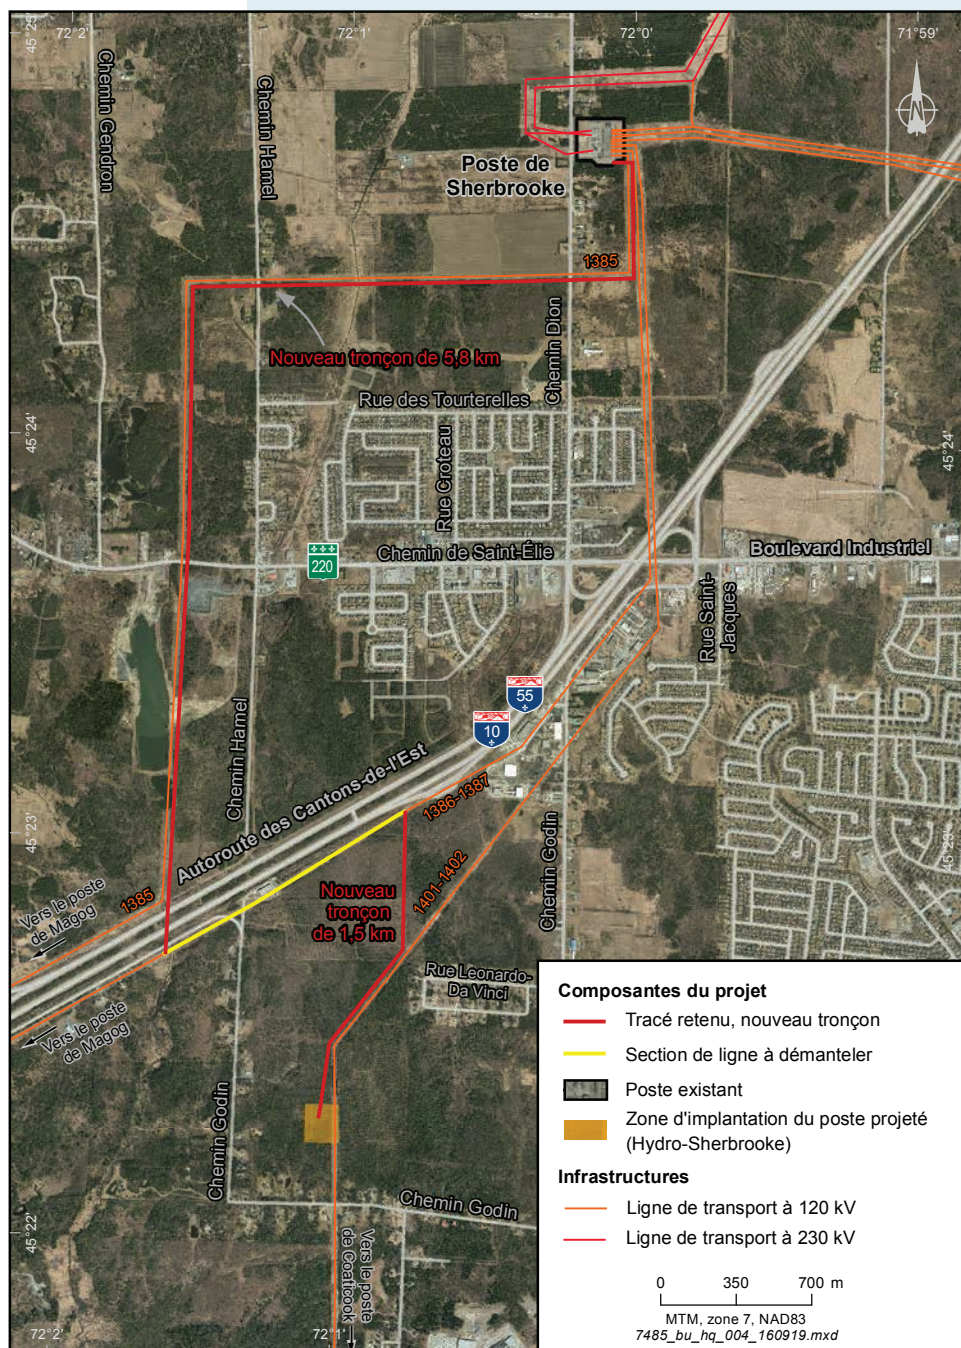 72°2'
72°1'
72°0'
71°59'
45°25'
N
Chemin Gendron
Chemin Hamel
Poste de
Sherbrooke
1385
Chemin Dion
Nouveau tronçon de 5,8 km
Rue des Tourterelles
45°24'
45°24'
Rue Croteau
Chemin de Saint-Élie
Boulevard Industriel
220
Rue Saint-
Jacques
55
10
Chemin Hamel
Autoroute des Cantons-de-l'Est
1386-1387
45°23'
45°23'
Chemin Godin
1401-1402
Nouveau
tronçon
de 1,5 km
1385
Vers le poste
de Magog
Rue Leonardo-
Da Vinci
Vers le poste
de Magog
Chemin Godin
Chemin Godin
45°22'
Vers le poste
de Coaticook
72°2'
72°1'
Composantes du projet
Tracé retenu, nouveau tronçon
Section de ligne à démanteler
Poste existant
Zone d'implantation du poste projeté
(Hydro-Sherbrooke)
Infrastructures
Ligne de transport à 120 kV
Ligne de transport à 230 kV
0 350 700 m
MTM, zone 7, NAD83
7485_bu_hq_004_160919.mxd